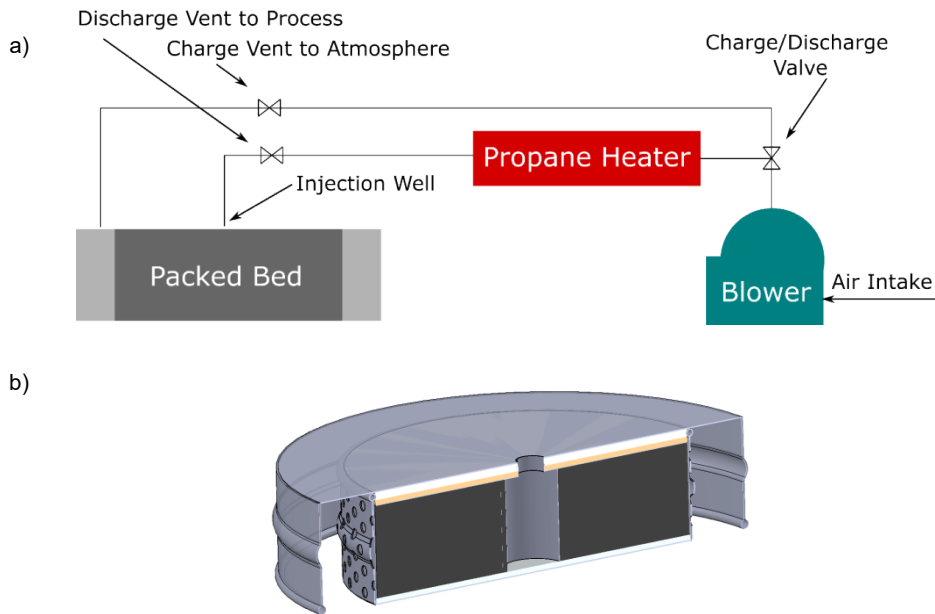 a)
Discharge Vent to Process
Charge Vent to Atmosphere
Charge/Discharge
Valve
Propane Heater
Injection Well
Packed Bed
Blower
Air Intake
b)